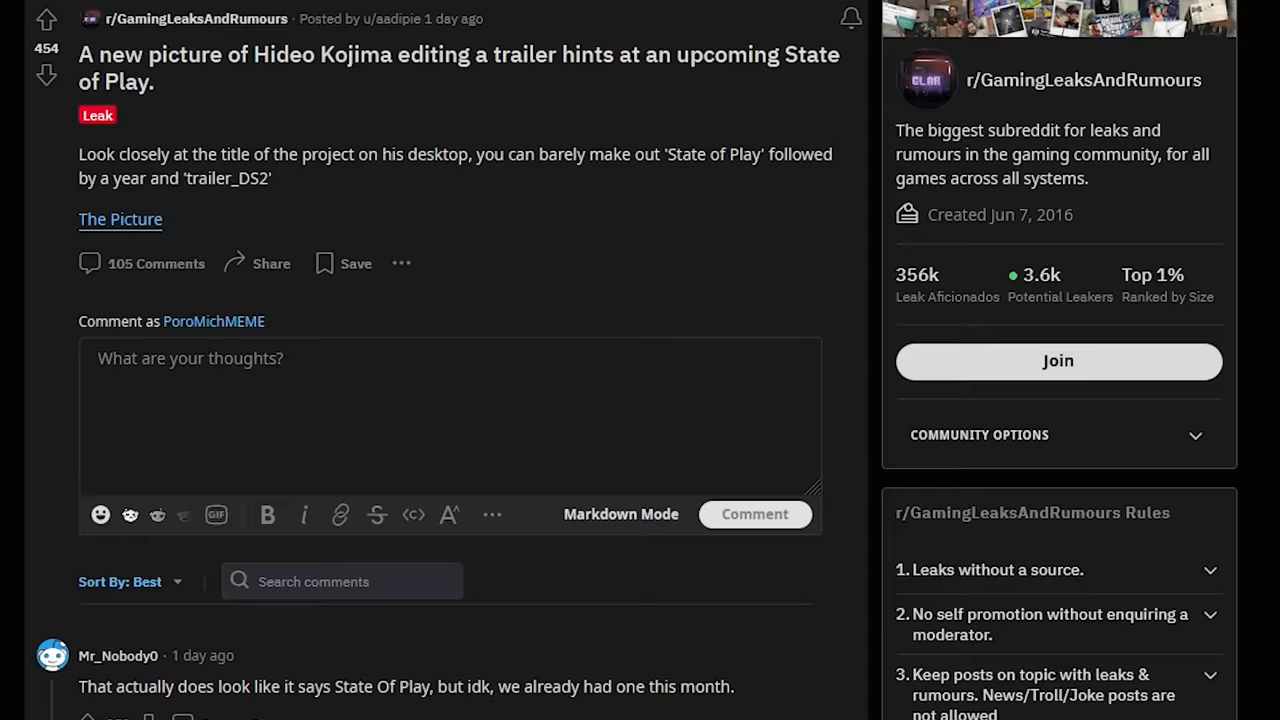 r/GamingLeaksAndRumours · Posted by u/aadipie 1 day ago
454
A new picture of Hideo Kojima editing a trailer hints at an upcoming State
of Play.
Leak
Look closely at the title of the project on his desktop, you can barely make out 'State of Play' followed
by a year and 'trailer_DS2'
The Picture
105 Comments Share Save
Comment as PoroMichMEME
What are your thoughts?
GIF B i A^ Markdown Mode Comment
Sort By: Best Search comments
Mr_Nobody0 · 1 day ago
That actually does look like it says State Of Play, but idk, we already had one this month.
r/GamingLeaksAndRumours
The biggest subreddit for leaks and
rumours in the gaming community, for all
games across all systems.
Created Jun 7, 2016
356k 3.6k Top 1%
Leak Aficionados Potential Leakers Ranked by Size
Join
COMMUNITY OPTIONS
r/GamingLeaksAndRumours Rules
1. Leaks without a source.
2. No self promotion without enquiring a
moderator.
3. Keep posts on topic with leaks &
rumours. News/Troll/Joke posts are
not allowed